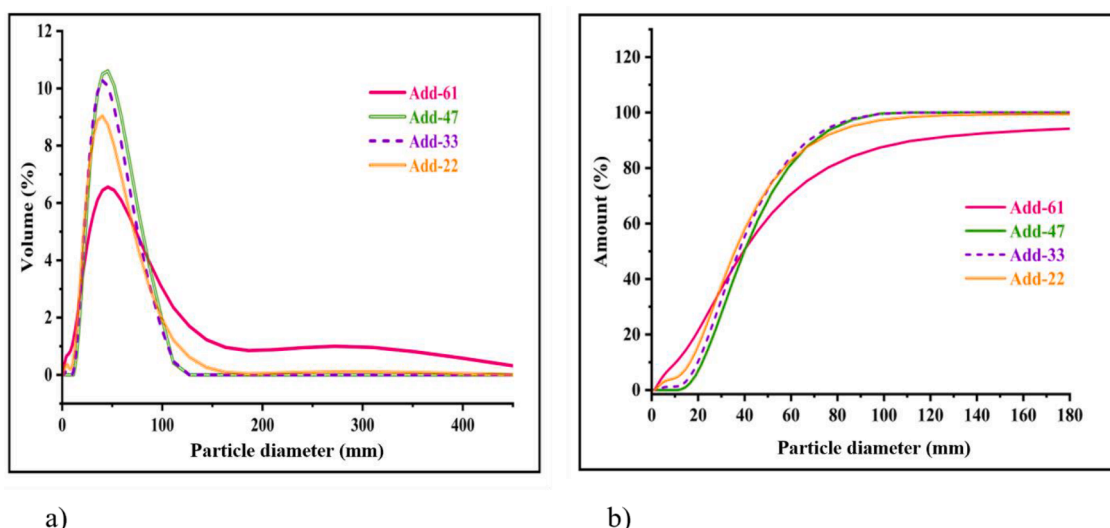 12
10
8
6
4
2
0
Volume (%)
Add-61
Add-47
Add-33
Add-22
0 100 200 300 400
Particle diameter (mm)
120
100
80
60
40
20
0
Amount (%)
Add-61
Add-47
Add-33
Add-22
0 20 40 60 80 100 120 140 160 180
Particle diameter (mm)
a) b)